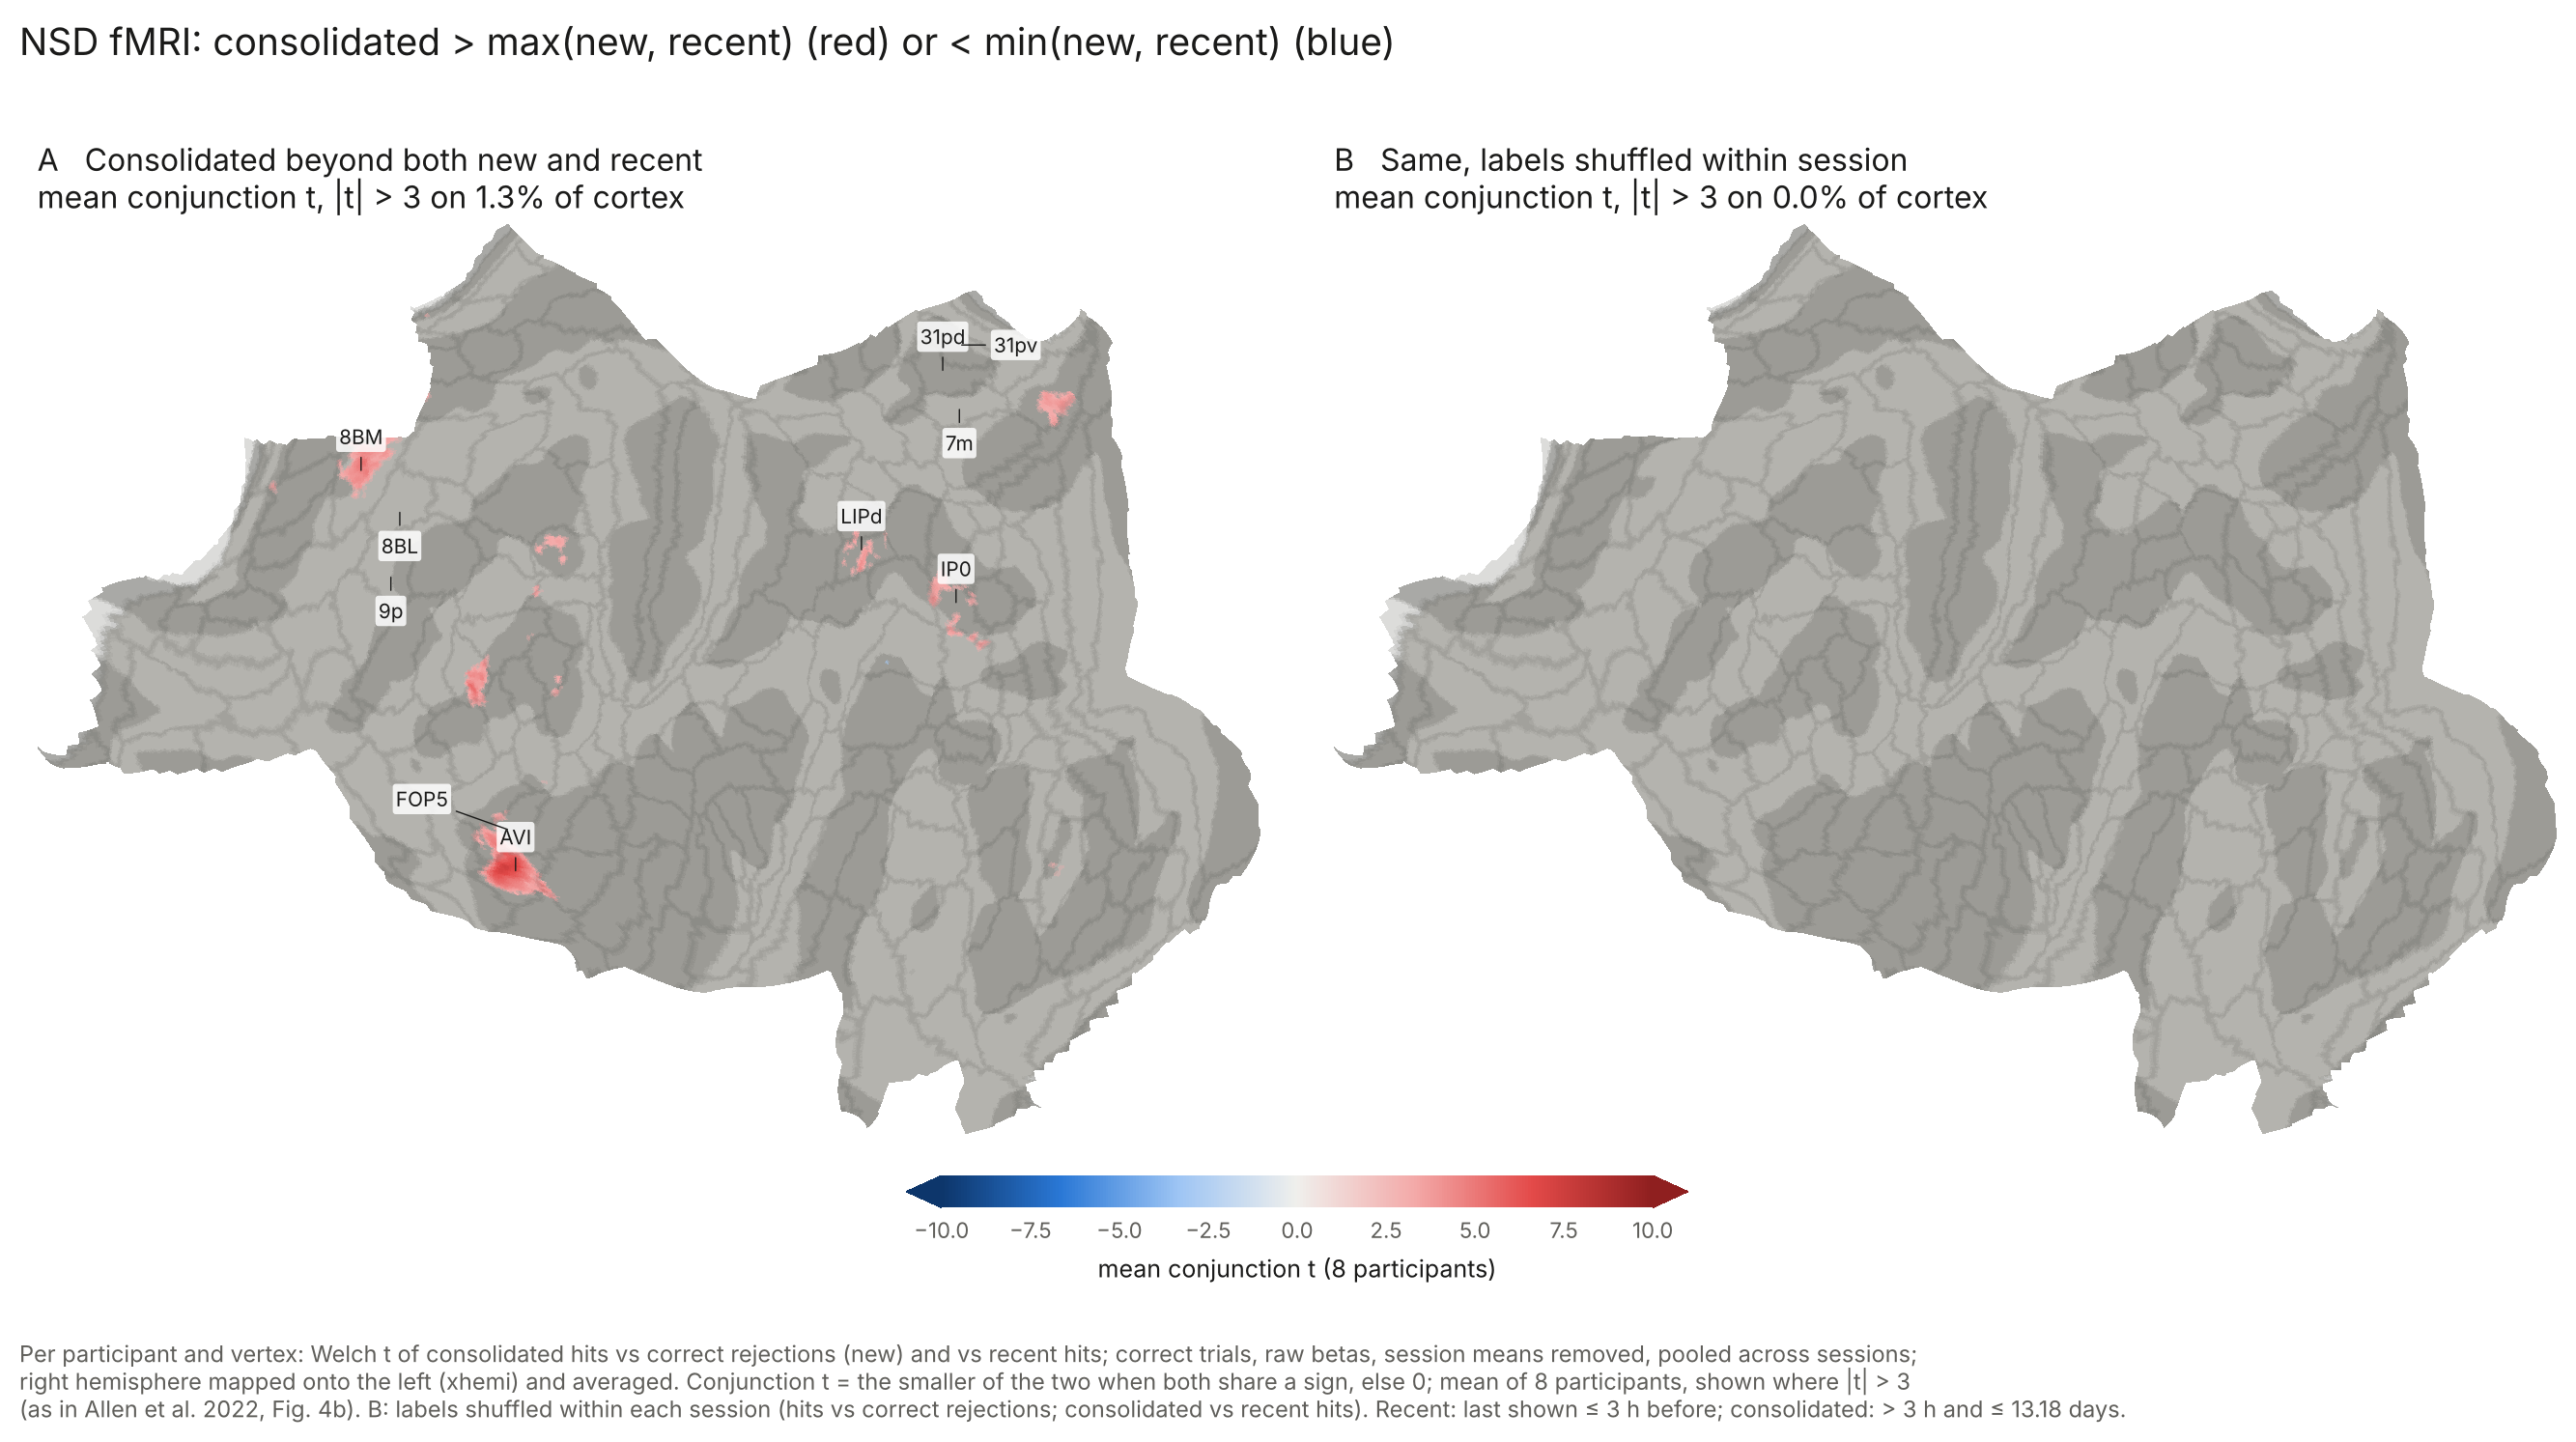 NSD fMRI: consolidated > max(new, recent) (red) or < min(new, recent) (blue)
A Consolidated beyond both new and recent
mean conjunction t, |t| > 3 on 1.3% of cortex
B Same, labels shuffled within session
mean conjunction t, |t| > 3 on 0.0% of cortex
31pd
31pv
8BM
7m
LIPd
8BL
IP0
9p
FOP5
AVI
−10.0 −7.5 −5.0 −2.5 0.0 2.5 5.0 7.5 10.0
mean conjunction t (8 participants)
Per participant and vertex: Welch t of consolidated hits vs correct rejections (new) and vs recent hits; correct trials, raw betas, session means removed, pooled across sessions;
right hemisphere mapped onto the left (xhemi) and averaged. Conjunction t = the smaller of the two when both share a sign, else 0; mean of 8 participants, shown where |t| > 3
(as in Allen et al. 2022, Fig. 4b). B: labels shuffled within each session (hits vs correct rejections; consolidated vs recent hits). Recent: last shown ≤ 3 h before; consolidated: > 3 h and ≤ 13.18 days.